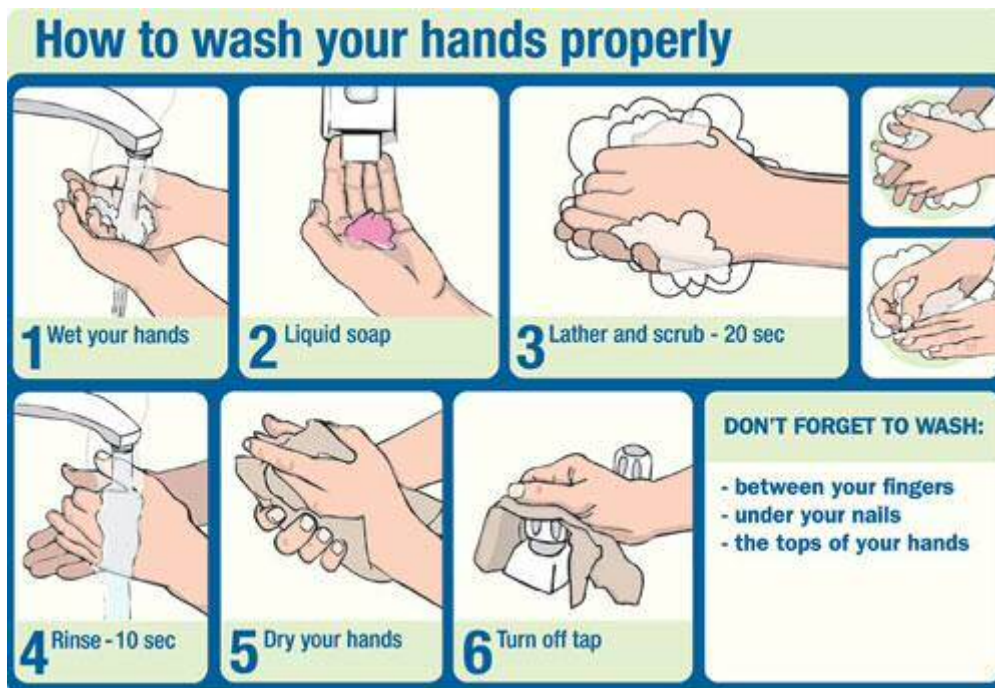 How to wash your hands properly
1 Wet your hands
2 Liquid soap
3 Lather and scrub - 20 sec
4 Rinse - 10 sec
5 Dry your hands
6 Turn off tap
DON'T FORGET TO WASH:
- between your fingers
- under your nails
- the tops of your hands